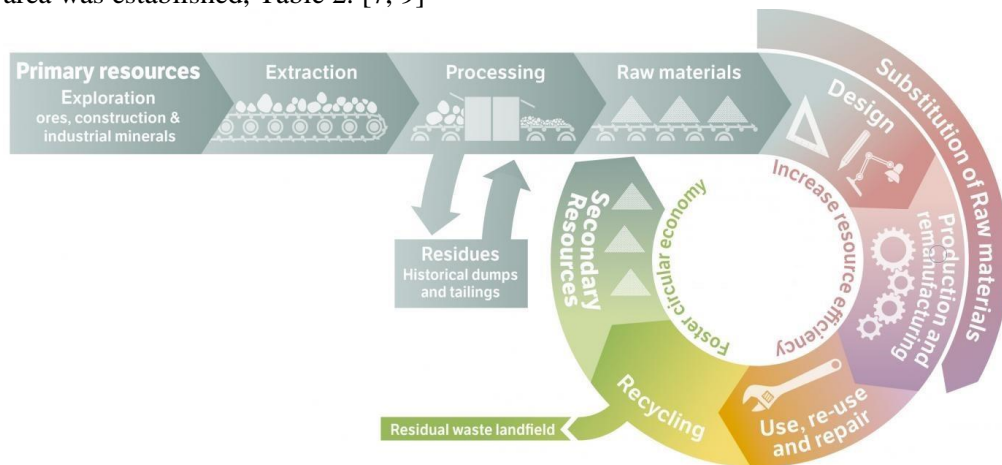 area was established, Table 2. [7, 9]
Primary resources
Exploration
ores, construction &
industrial minerals
Extraction
Processing
Raw materials
Design
Substitution of Raw materials
Increase resource efficiency
Production and
remanufacturing
Foster circular economy
Secondary
Resources
Residues
Historical dumps
and tailings
Use, re-use
and repair
Recycling
Residual waste landfield